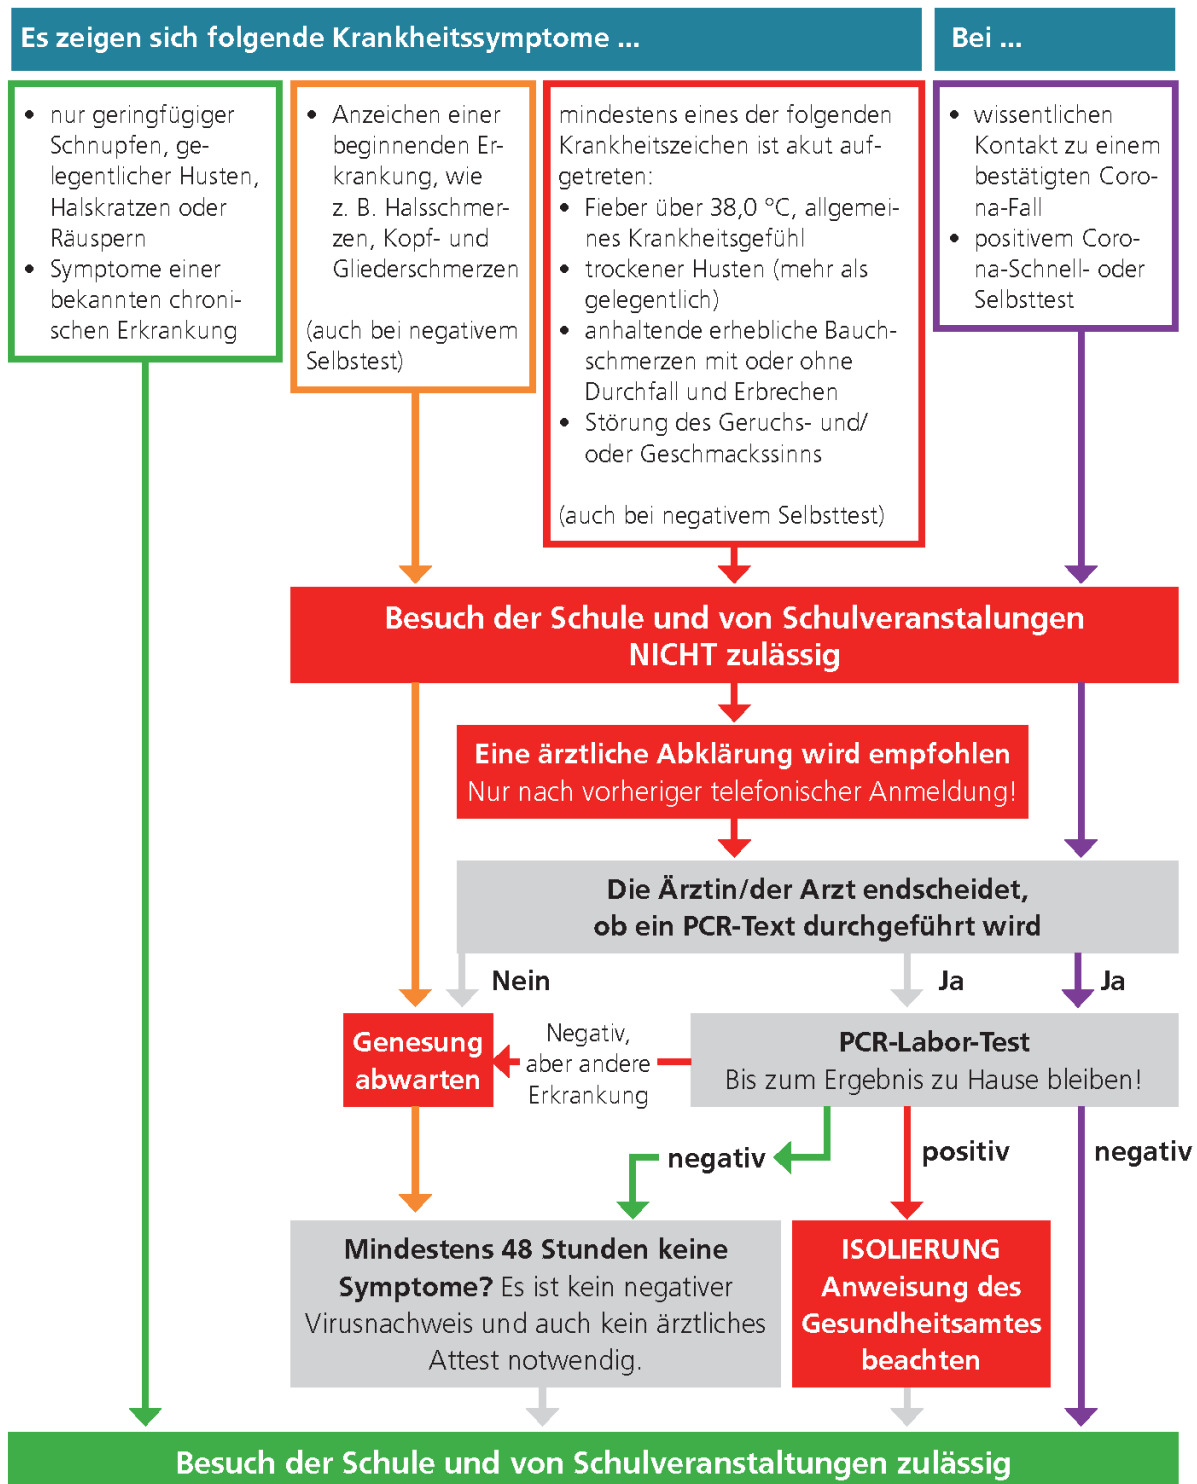 Es zeigen sich folgende Krankheitssymptome ...
Bei ...
• nur geringfügiger
Schnupfen, ge-
legentlicher Husten,
Halskratzen oder
Räuspern
• Symptome einer
bekannten chroni-
schen Erkrankung
• Anzeichen einer
beginnenden Er-
krankung, wie
z. B. Halsschmer-
zen, Kopf- und
Gliederschmerzen
(auch bei negativem
Selbstest)
mindestens eines der folgenden
Krankheitszeichen ist akut auf-
getreten:
• Fieber über 38,0 °C, allgemei-
nes Krankheitsgefühl
• trockener Husten (mehr als
gelegentlich)
• anhaltende erhebliche Bauch-
schmerzen mit oder ohne
Durchfall und Erbrechen
• Störung des Geruchs- und/
oder Geschmackssinns
(auch bei negativem Selbsttest)
• wissentlichen
Kontakt zu einem
bestätigten Coro-
na-Fall
• positivem Coro-
na-Schnell- oder
Selbsttest
Besuch der Schule und von Schulveranstalungen
NICHT zulässig
Eine ärztliche Abklärung wird empfohlen
Nur nach vorheriger telefonischer Anmeldung!
Die Ärztin/der Arzt endscheidet,
ob ein PCR-Text durchgeführt wird
Nein
Ja
Ja
Genesung
abwarten
Negativ,
aber andere
Erkrankung
PCR-Labor-Test
Bis zum Ergebnis zu Hause bleiben!
negativ
positiv
negativ
Mindestens 48 Stunden keine
Symptome? Es ist kein negativer
Virusnachweis und auch kein ärztliches
Attest notwendig.
ISOLIERUNG
Anweisung des
Gesundheitsamtes
beachten
Besuch der Schule und von Schulveranstaltungen zulässig